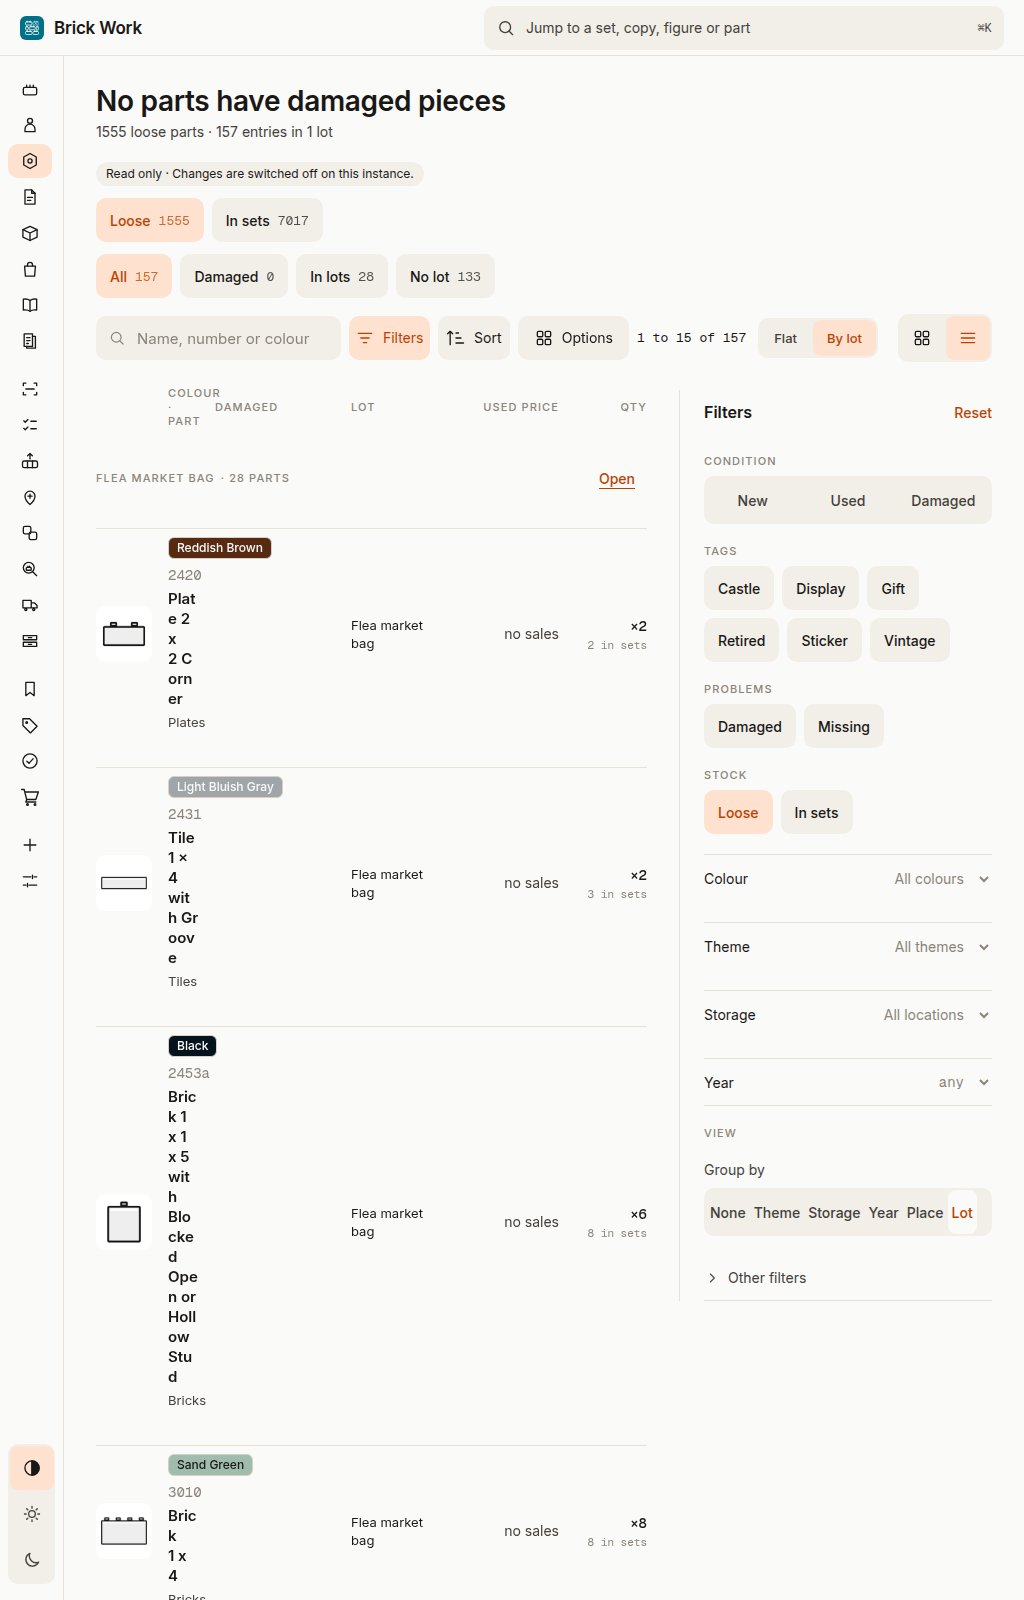 Brick Work
Jump to a set, copy, figure or part
⌘K
No parts have damaged pieces
1555 loose parts · 157 entries in 1 lot
Read only · Changes are switched off on this instance.
Loose 1555
In sets 7017
All 157
Damaged 0
In lots 28
No lot 133
Name, number or colour
Filters
Sort
Options
1 to 15 of 157
Flat
By lot
COLOUR
·
PART
DAMAGED
LOT
USED PRICE
QTY
FLEA MARKET BAG · 28 PARTS
Open
Reddish Brown
2420
Plat
e 2
x
2 C
orn
er
Plates
Flea market
bag
no sales
×2
2 in sets
Light Bluish Gray
2431
Tile
1 ×
4
wit
h Gr
oov
e
Tiles
Flea market
bag
no sales
×2
3 in sets
Black
2453a
Bric
k 1
x 1
x 5
wit
h
Blo
cke
d
Ope
n or
Holl
ow
Stu
d
Bricks
Flea market
bag
no sales
×6
8 in sets
Sand Green
3010
Bric
k
1 x
4
Bricks
Flea market
bag
no sales
×8
8 in sets
Filters
Reset
CONDITION
New
Used
Damaged
TAGS
Castle
Display
Gift
Retired
Sticker
Vintage
PROBLEMS
Damaged
Missing
STOCK
Loose
In sets
Colour
All colours
Theme
All themes
Storage
All locations
Year
any
VIEW
Group by
None
Theme
Storage
Year
Place
Lot
Other filters